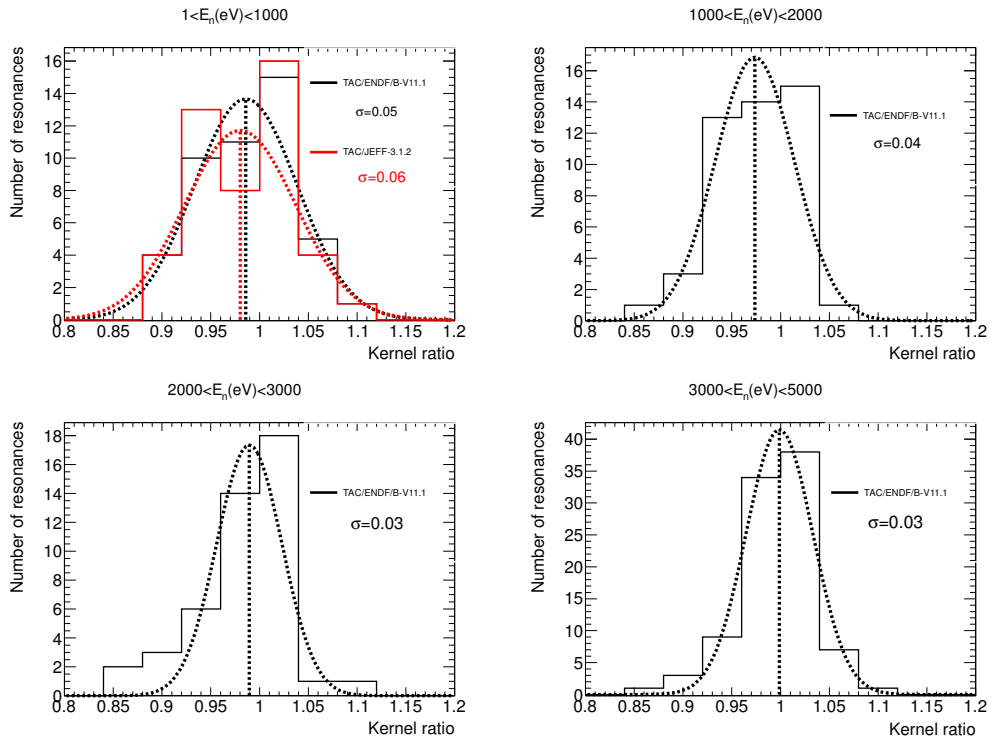 1<E_n(eV)<1000
Number of resonances
16
14
12
10
8
6
4
2
0
TAC/ENDF/B-V11.1
σ=0.05
TAC/JEFF-3.1.2
σ=0.06
0.8 0.85 0.9 0.95 1 1.05 1.1 1.15 1.2
Kernel ratio
1000<E_n(eV)<2000
Number of resonances
16
14
12
10
8
6
4
2
0
TAC/ENDF/B-V11.1
σ=0.04
0.8 0.85 0.9 0.95 1 1.05 1.1 1.15 1.2
Kernel ratio
2000<E_n(eV)<3000
Number of resonances
18
16
14
12
10
8
6
4
2
0
TAC/ENDF/B-V11.1
σ=0.03
0.8 0.85 0.9 0.95 1 1.05 1.1 1.15 1.2
Kernel ratio
3000<E_n(eV)<5000
Number of resonances
40
35
30
25
20
15
10
5
0
TAC/ENDF/B-V11.1
σ=0.03
0.8 0.85 0.9 0.95 1 1.05 1.1 1.15 1.2
Kernel ratio